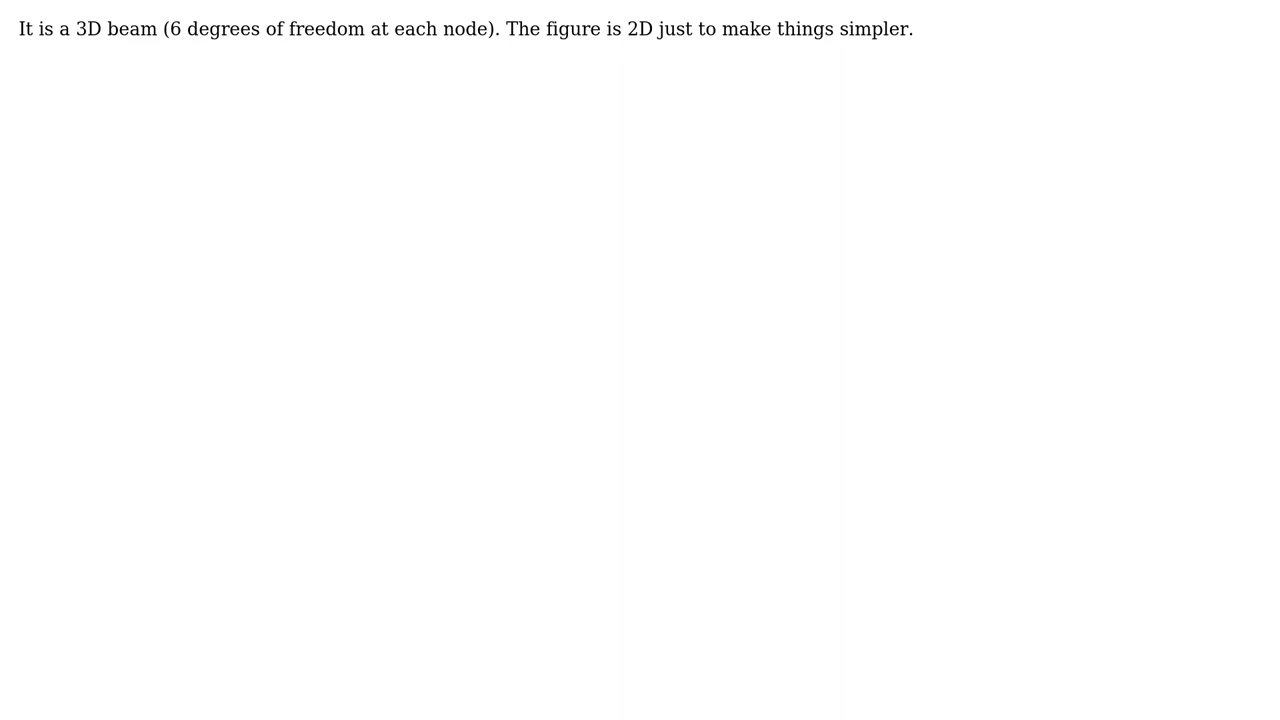 It is a 3D beam (6 degrees of freedom at each node). The figure is 2D just to make things simpler.